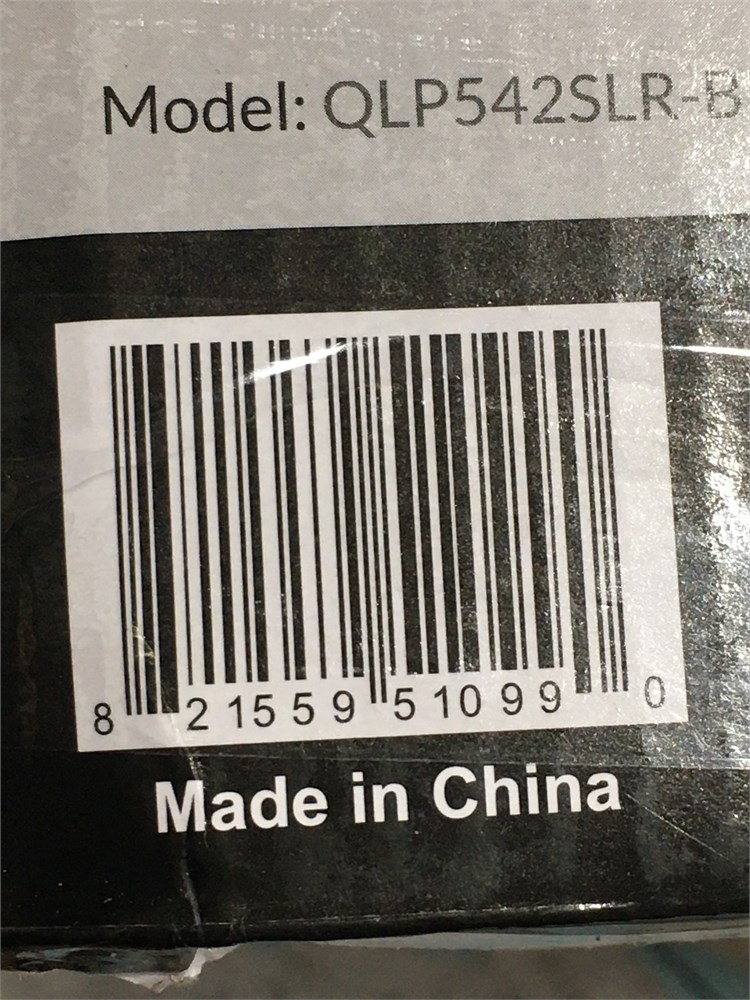 Model: QLP542SLR-B
8 21559 51099 0
Made in China